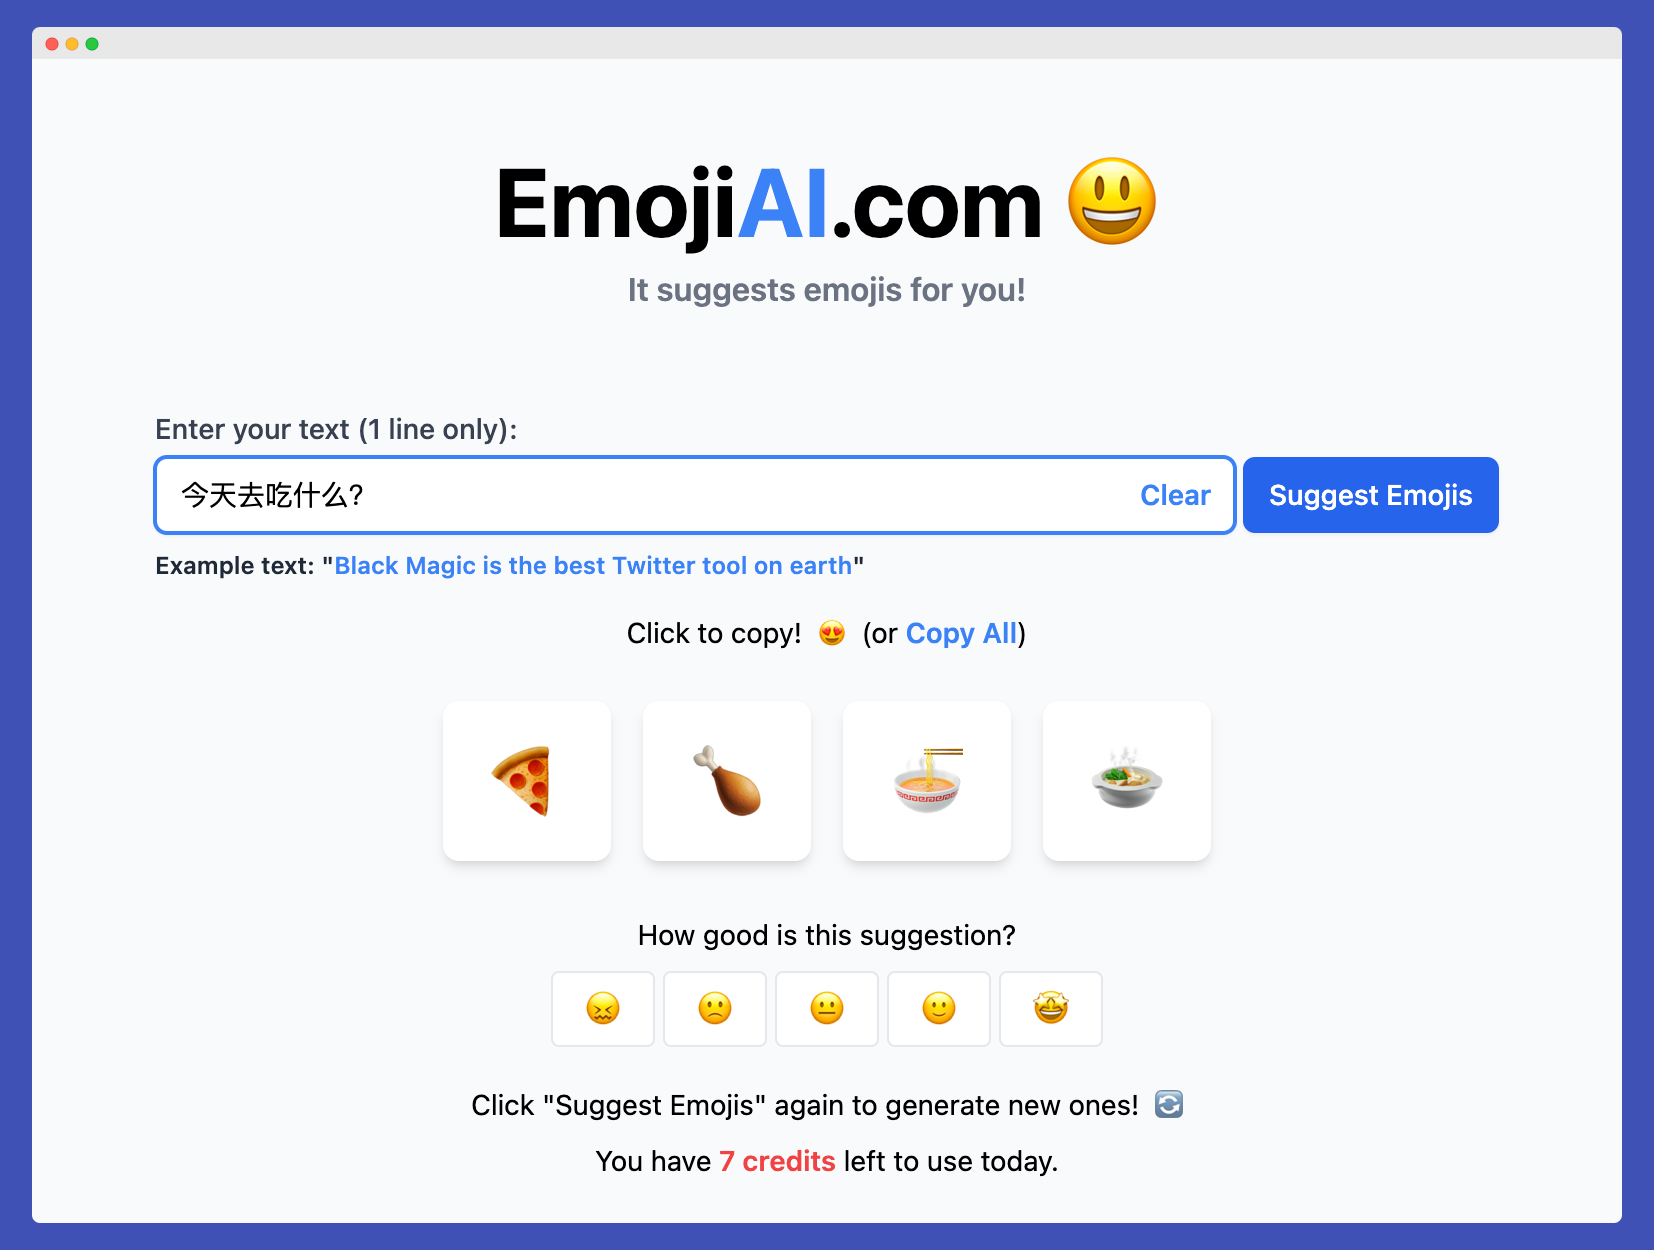 EmojiAI.com 😃
It suggests emojis for you!
Enter your text (1 line only):
今天去吃什么?
Clear
Suggest Emojis
Example text: "Black Magic is the best Twitter tool on earth"
Click to copy! 😍 (or Copy All)
How good is this suggestion?
Click "Suggest Emojis" again to generate new ones! 🔄
You have 7 credits left to use today.